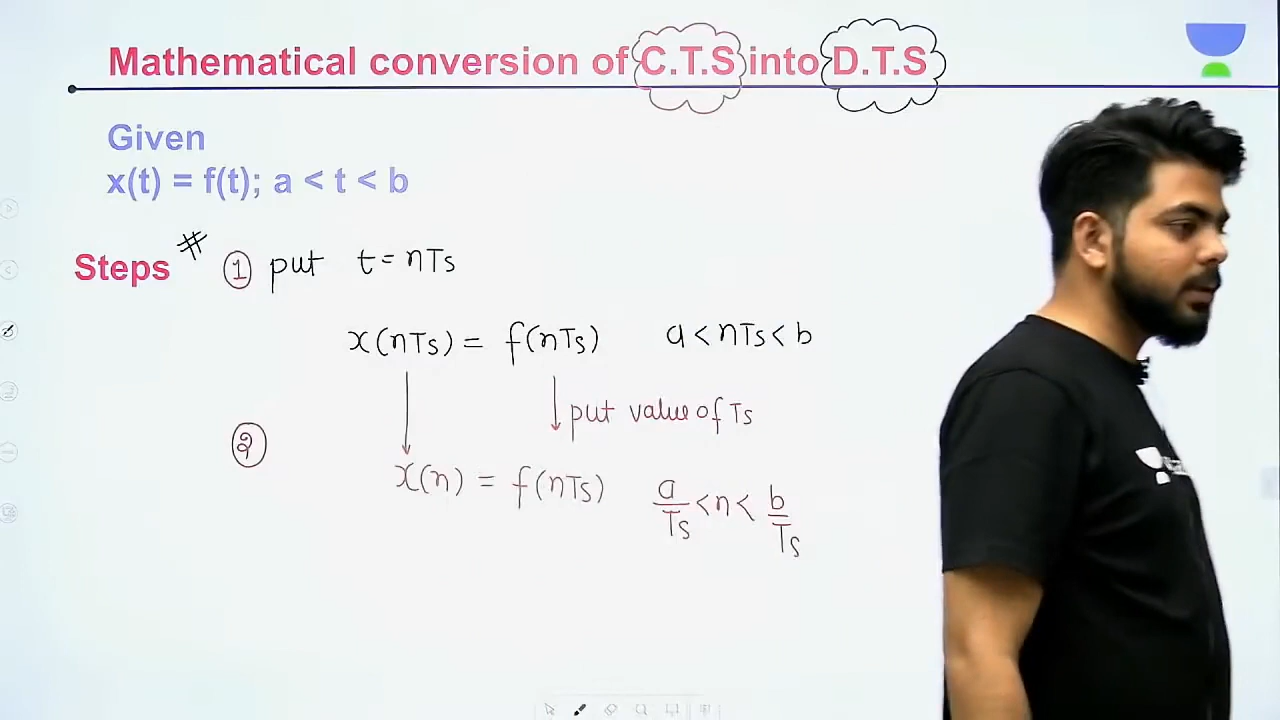 Mathematical conversion of C.T.S into D.T.S
Given
x(t) = f(t); a < t < b
Steps # ① put t = nTs
x(nTs) = f(nTs) a < nTs < b
put value of Ts
②
x(n) = f(nTs) a/Ts < n < b/Ts